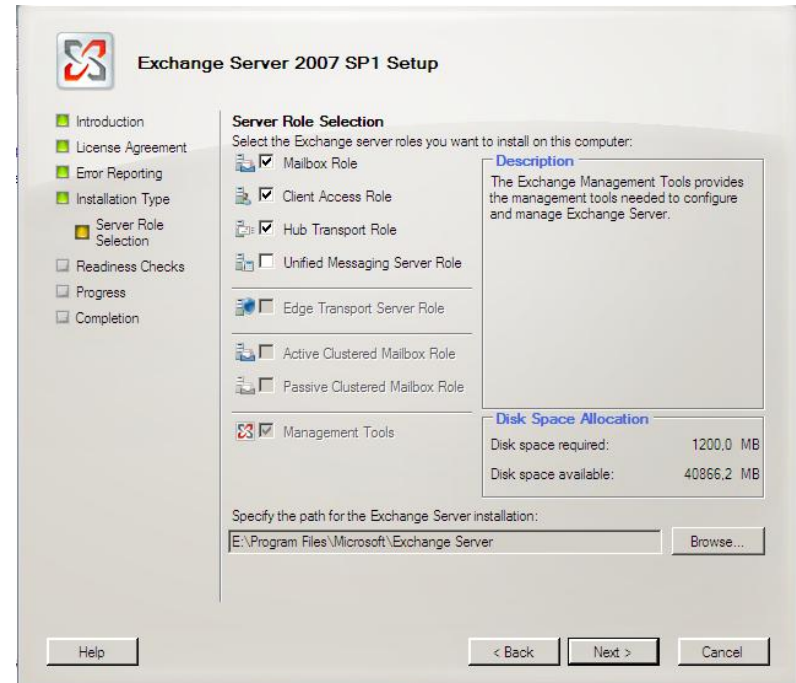 Exchange Server 2007 SP1 Setup
Introduction
License Agreement
Error Reporting
Installation Type
Server Role
Selection
Readiness Checks
Progress
Completion
Server Role Selection
Select the Exchange server roles you want to install on this computer:
Mailbox Role
Client Access Role
Hub Transport Role
Unified Messaging Server Role
Edge Transport Server Role
Active Clustered Mailbox Role
Passive Clustered Mailbox Role
Management Tools
Description
The Exchange Management Tools provides
the management tools needed to configure
and manage Exchange Server.
Disk Space Allocation
Disk space required: 1200,0 MB
Disk space available: 40866,2 MB
Specify the path for the Exchange Server installation:
E:\Program Files\Microsoft\Exchange Server
Browse...
Help
< Back
Next >
Cancel